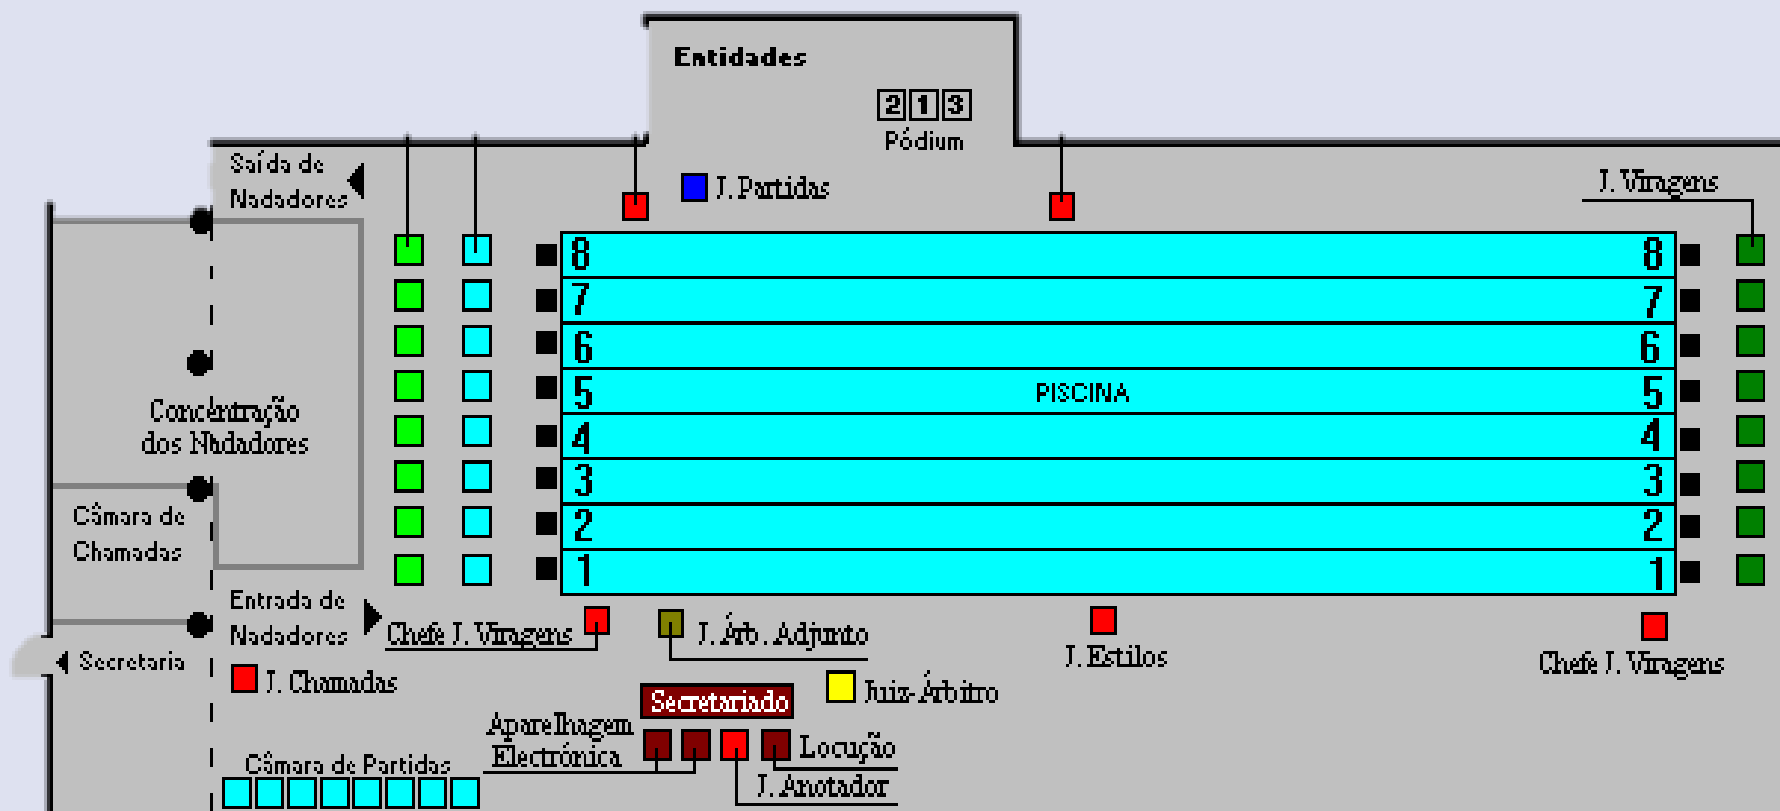 Entidades
2 1 3
Pódium
Saída de
Nadadores
J. Partidas
J. Viragens
8 8
7 7
6 6
5 PISCINA 5
4 4
3 3
2 2
1 1
Concentração
dos Nadadores
Câmara de
Chamadas
Entrada de
Nadadores
Chefe J. Viragens
J. Árb. Adjunto
J. Estilos
Chefe J. Viragens
Secretaria
J. Chamadas
Juiz-Árbitro
Secretariado
Aparelhagem
Electrónica
Locução
J. Anotador
Câmara de Partidas